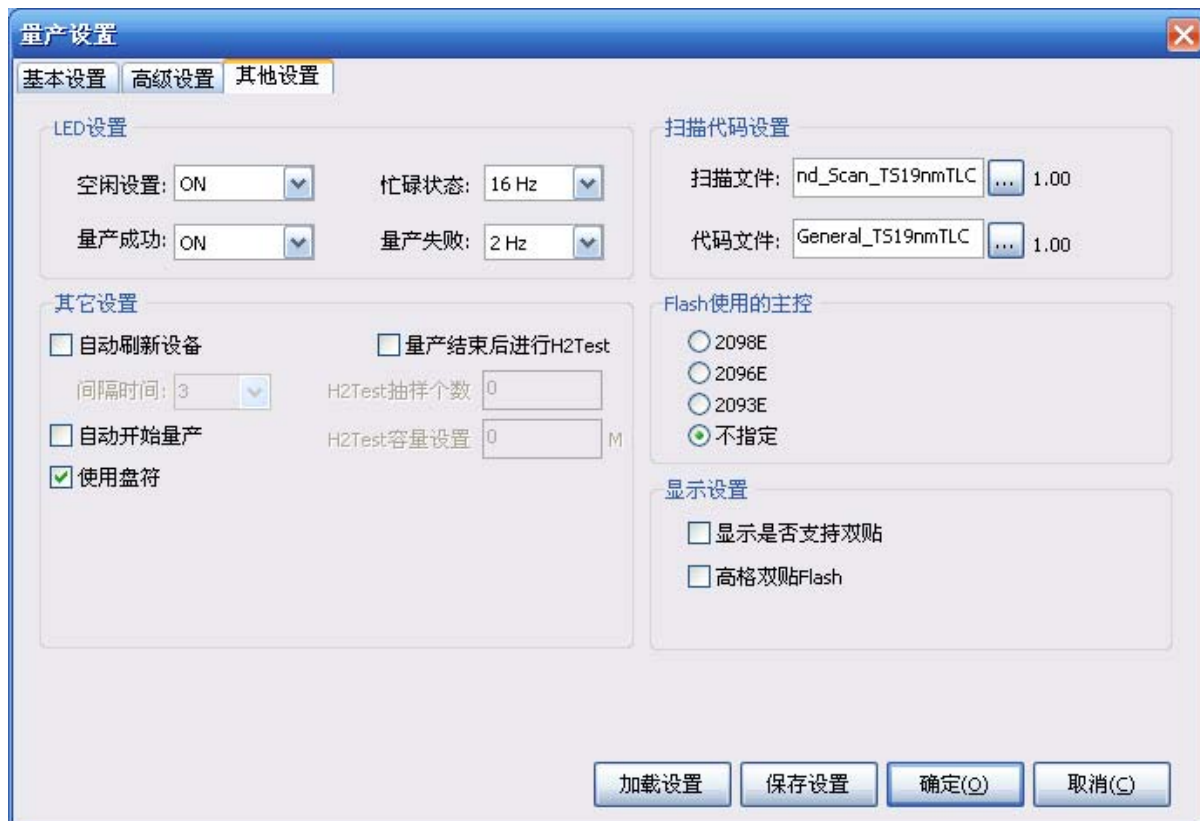 量产设置
基本设置 高级设置 其他设置
LED设置
空闲设置: ON 忙碌状态: 16 Hz
量产成功: ON 量产失败: 2 Hz
扫描代码设置
扫描文件: nd_Scan_TS19nmTLC ... 1.00
代码文件: General_TS19nmTLC ... 1.00
其它设置
自动刷新设备 量产结束后进行H2Test
间隔时间: 3 H2Test抽样个数 0
自动开始量产 H2Test容量设置 0 M
使用盘符
Flash使用的主控
2098E
2096E
2093E
不指定
显示设置
显示是否支持双贴
高格双贴Flash
加载设置 保存设置 确定(O) 取消(C)